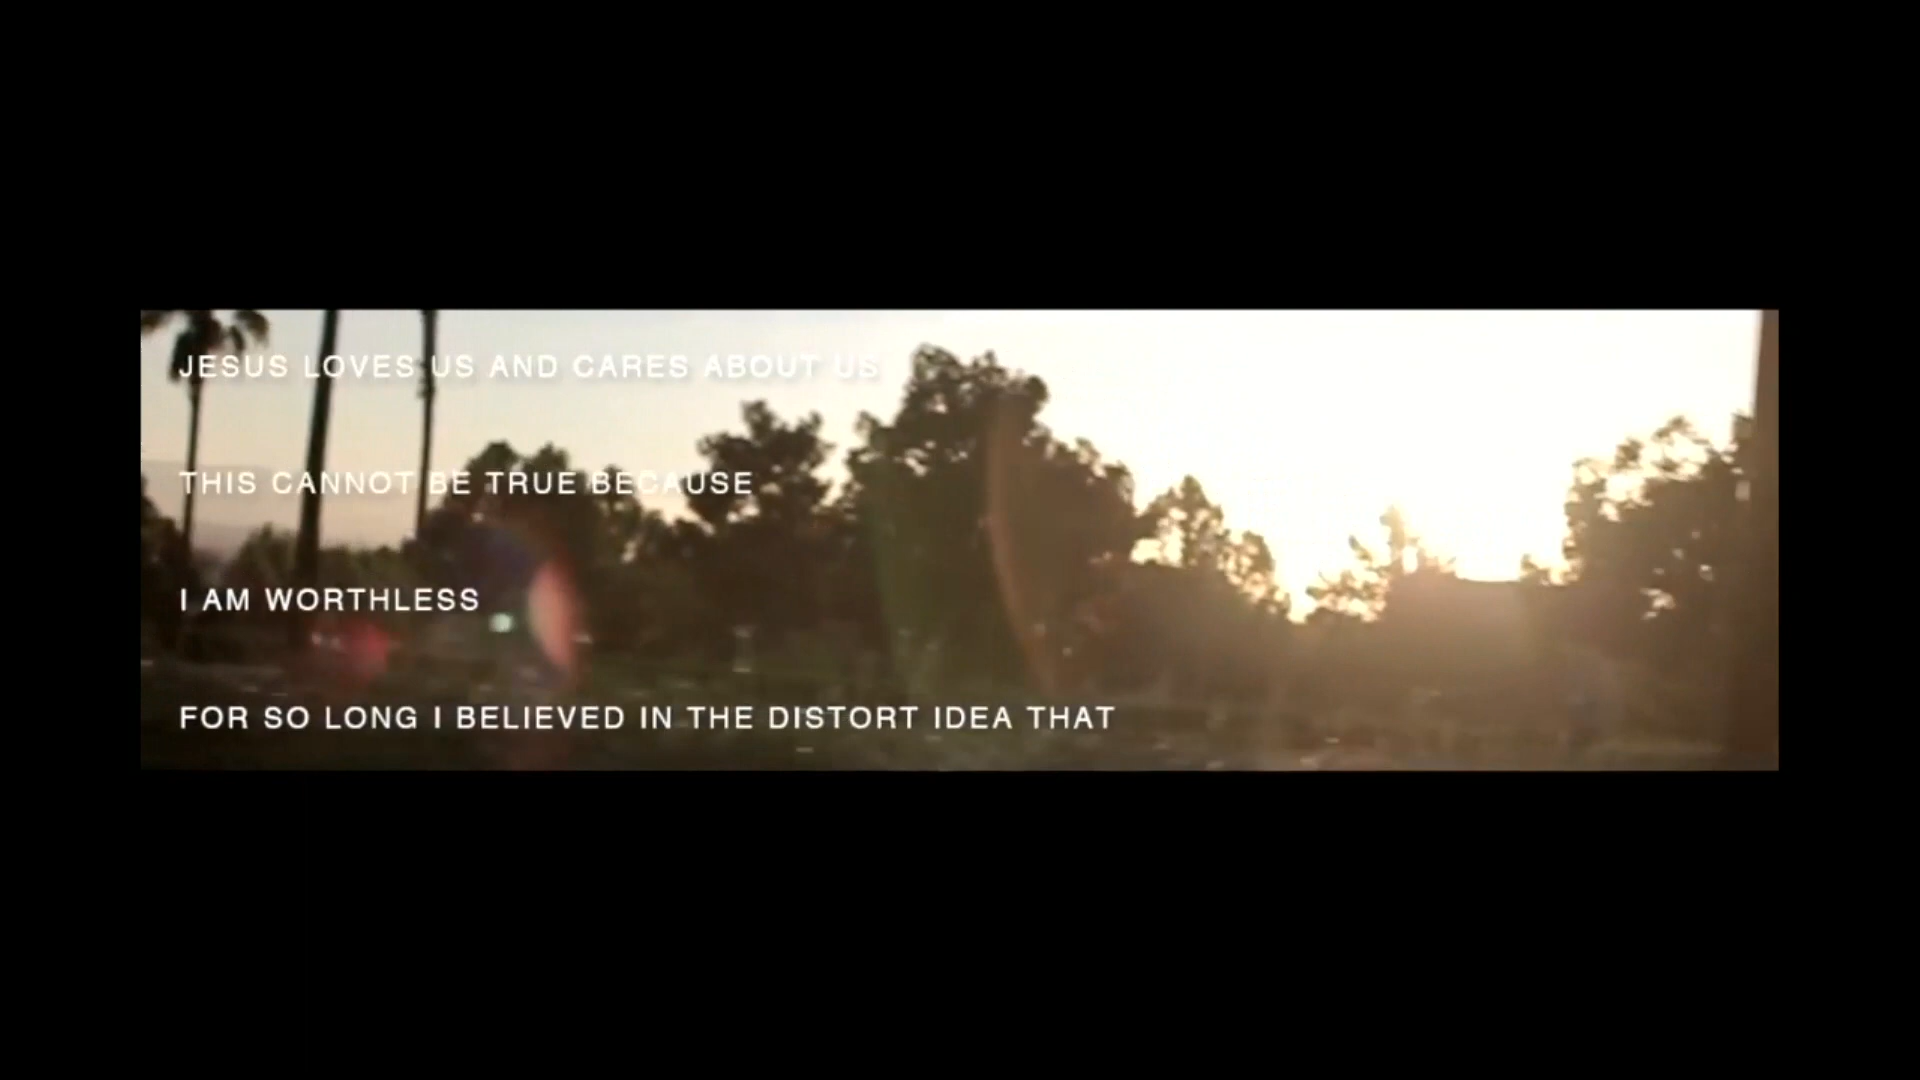 JESUS LOVES US AND CARES ABOUT US
THIS CANNOT BE TRUE BECAUSE
I AM WORTHLESS
FOR SO LONG I BELIEVED IN THE DISTORT IDEA THAT